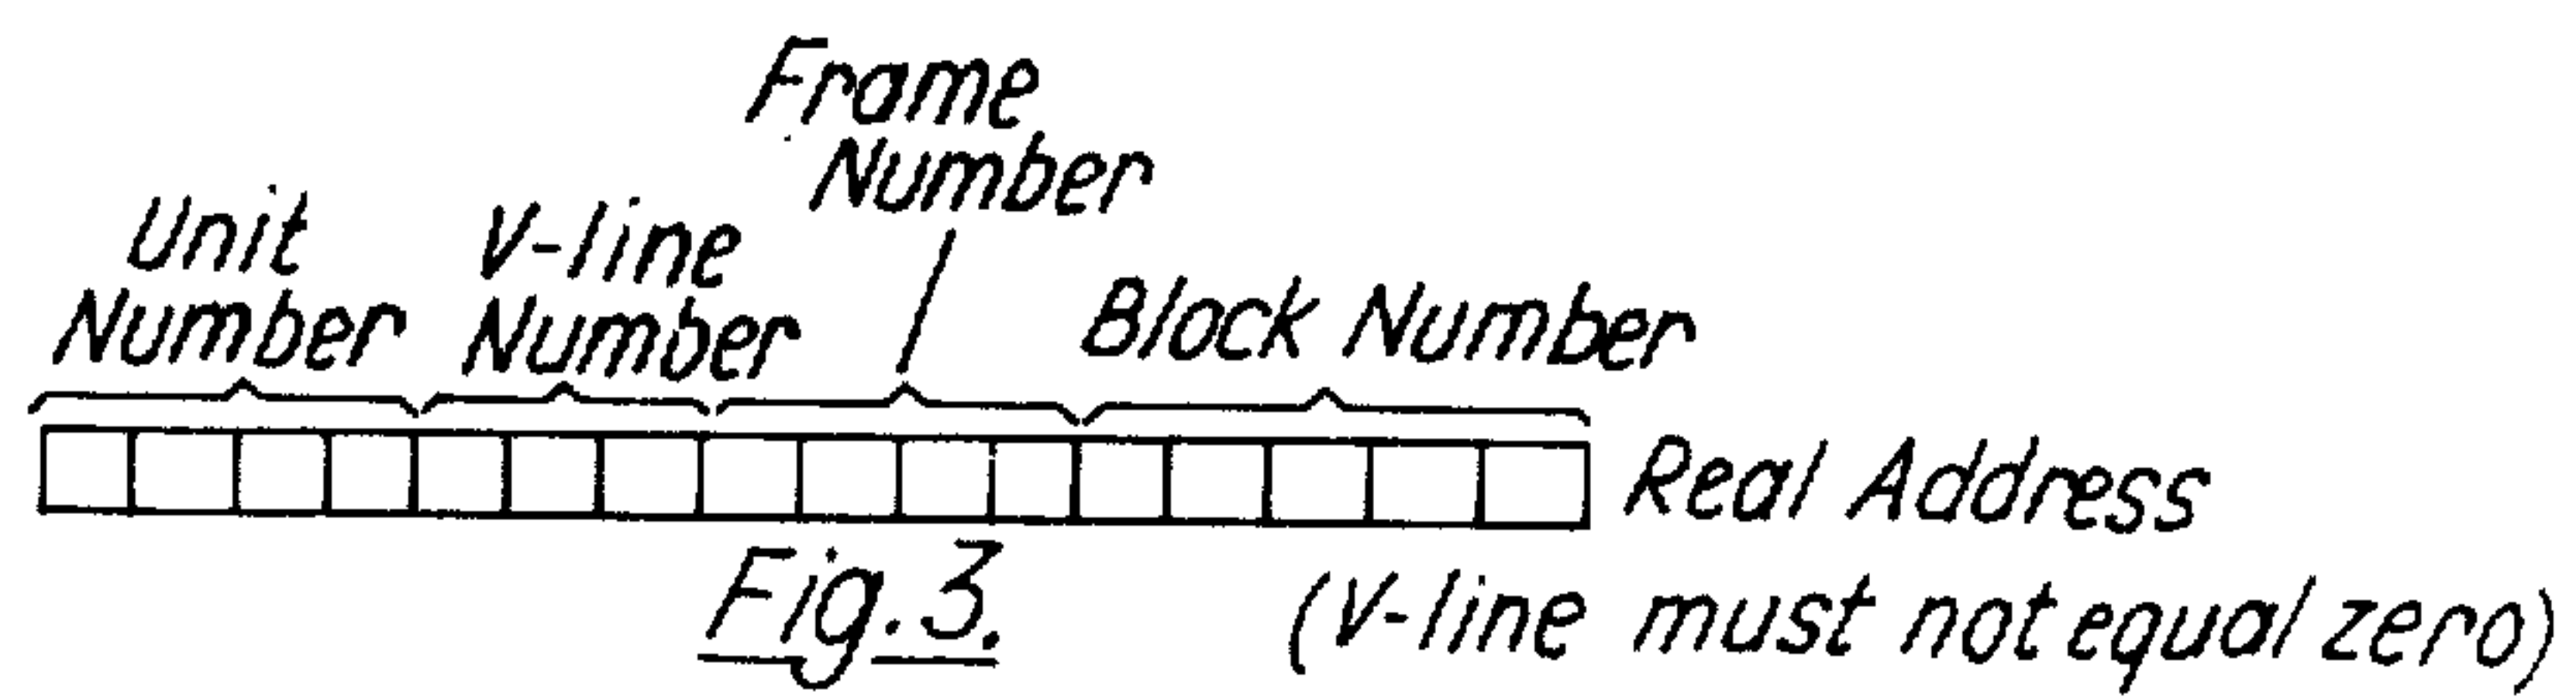 Frame
Number
Unit
Number
V-line
Number
Block Number
Real Address
Fig. 3.
(V-line must not equal zero)